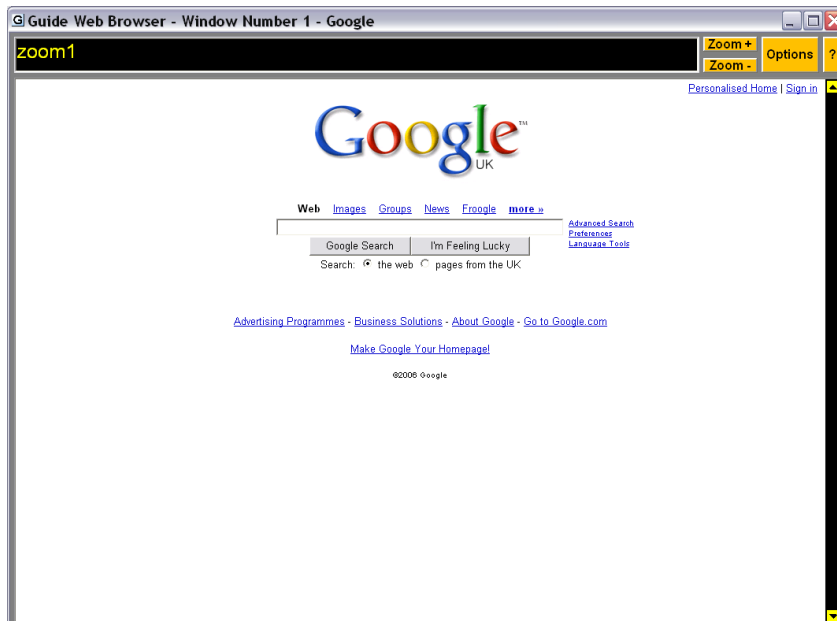 G Guide Web Browser - Window Number 1 - Google
zoom1
Zoom +
Zoom -
Options
?
Personalised Home | Sign in
Google™
UK
Web Images Groups News Froogle more »
Advanced Search
Preferences
Language Tools
Google Search I'm Feeling Lucky
Search: the web pages from the UK
Advertising Programmes - Business Solutions - About Google - Go to Google.com
Make Google Your Homepage!
©2006 Google